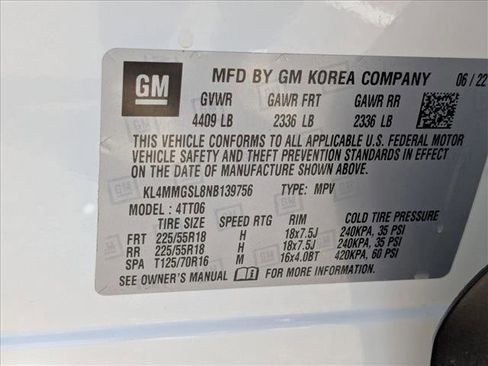 GM
MFD BY GM KOREA COMPANY 06 / 22
GVWR GAWR FRT GAWR RR
4409 LB 2336 LB 2336 LB
THIS VEHICLE CONFORMS TO ALL APPLICABLE U.S. FEDERAL MOTOR
VEHICLE SAFETY AND THEFT PREVENTION STANDARDS IN EFFECT
ON THE DATE OF MANUFACTURE SHOWN ABOVE.
KL4MMGSL8NB139756 TYPE: MPV
MODEL : 4TT06
TIRE SIZE SPEED RTG RIM COLD TIRE PRESSURE
FRT 225/55R18 H 18x7.5J 240KPA, 35 PSI
RR 225/55R18 H 18x7.5J 240KPA, 35 PSI
SPA T125/70R16 M 16x4.0BT 420KPA, 60 PSI
SEE OWNER'S MANUAL FOR MORE INFORMATION.